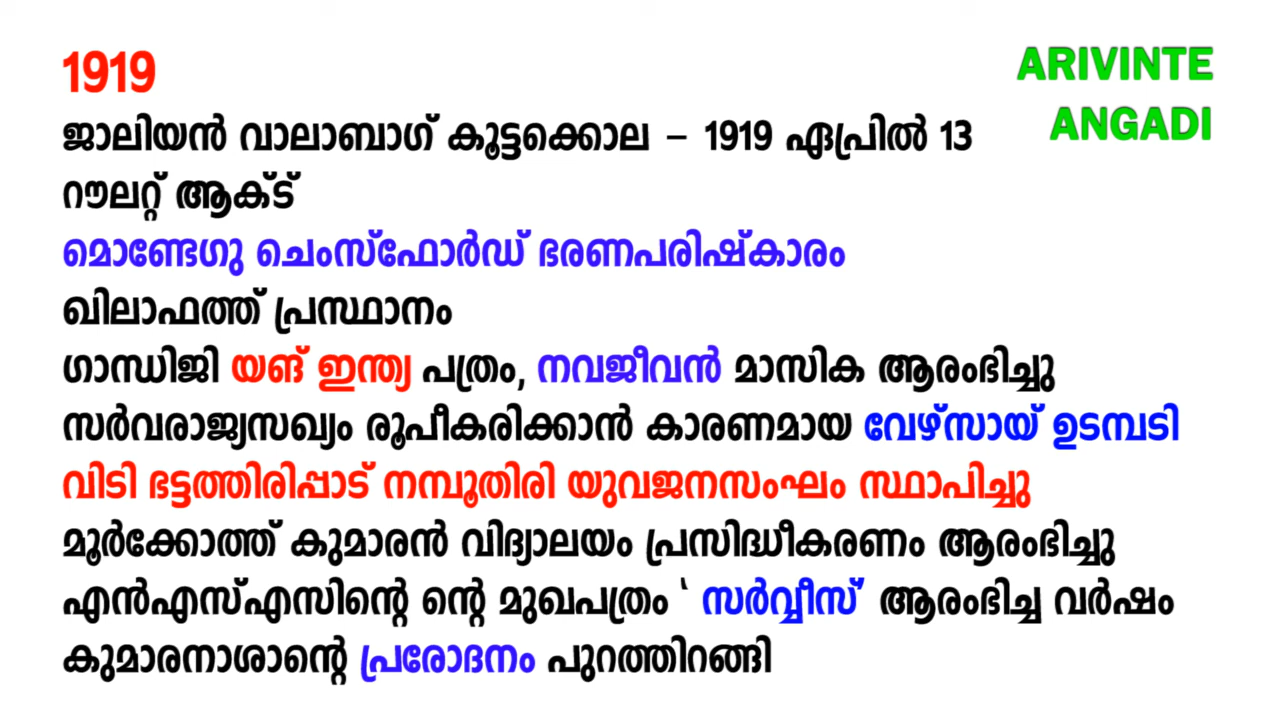 1919
ARIVINTE
ANGADI
ജാലിയൻ വാലാബാഗ് കൂട്ടക്കൊല – 1919 ഏപ്രിൽ 13
റൗലറ്റ് ആക്ട്
മൊണ്ടേഗു ചെംസ്ഫോർഡ് ഭരണപരിഷ്കാരം
ഖിലാഫത്ത് പ്രസ്ഥാനം
ഗാന്ധിജി യങ് ഇന്ത്യ പത്രം, നവജീവൻ മാസിക ആരംഭിച്ചു
സർവരാജ്യസഖ്യം രൂപീകരിക്കാൻ കാരണമായ വേഴ്സായ് ഉടമ്പടി
വിടി ഭട്ടത്തിരിപ്പാട് നമ്പൂതിരി യുവജനസംഘം സ്ഥാപിച്ചു
മൂർക്കോത്ത് കുമാരൻ വിദ്യാലയം പ്രസിദ്ധീകരണം ആരംഭിച്ചു
എൻഎസ്എസിന്റെ ന്റെ മുഖപത്രം ‘ സർവ്വീസ്’ ആരംഭിച്ച വർഷം
കുമാരനാശാന്റെ പ്രരോദനം പുറത്തിറങ്ങി